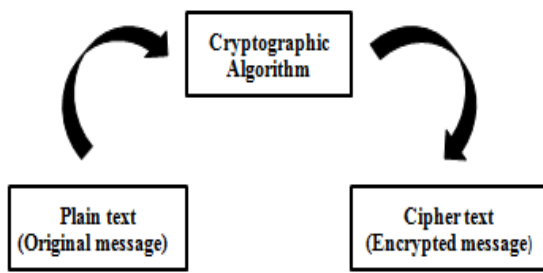 Cryptographic
Algorithm
Plain text
(Original message)
Cipher text
(Encrypted message)